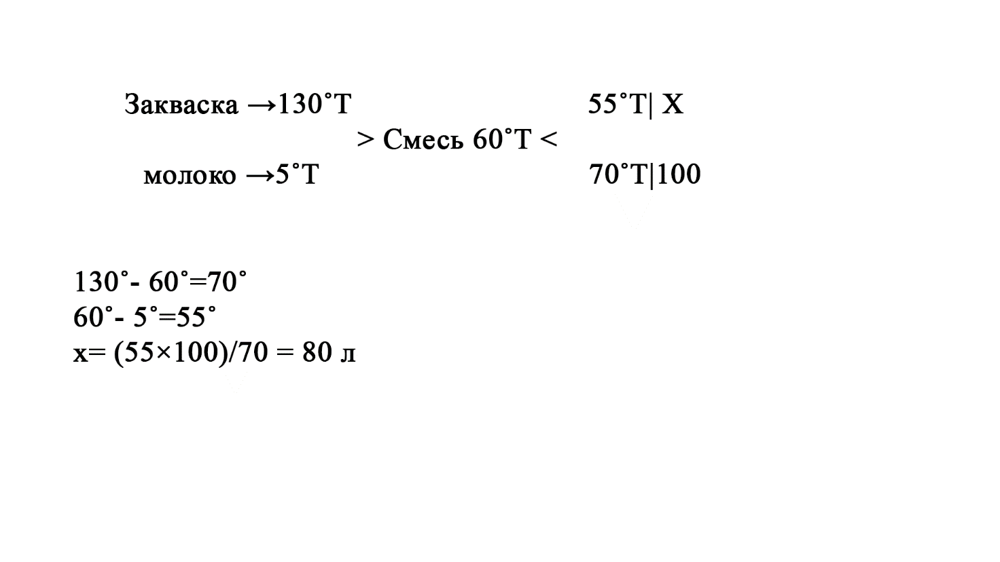 Закваска →130˚Т 55˚Т| Х
> Смесь 60˚Т <
молоко →5˚Т 70˚Т|100
130˚- 60˚=70˚
60˚- 5˚=55˚
х= (55×100)/70 = 80 л